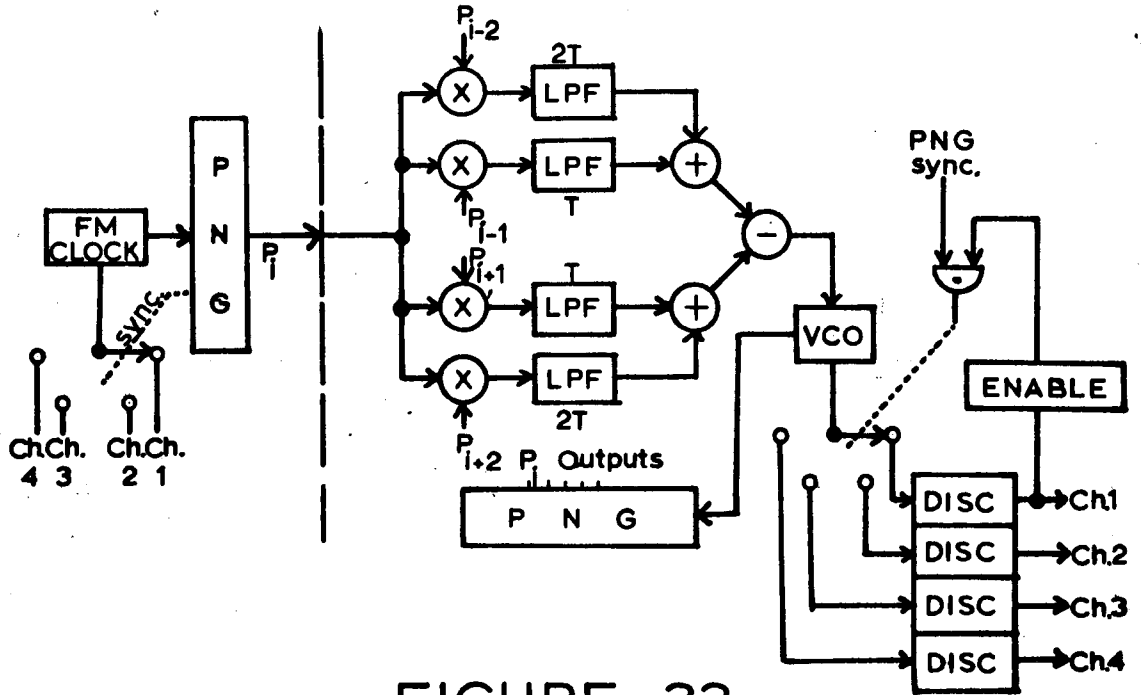 P i-2
X
2T
LPF
X
LPF
T
P i-1
P i+1
T
X
LPF
X
LPF
2T
P i+2
+
+
−
FM
CLOCK
P
N
G
P i
sync.
Ch.
4
Ch.
3
Ch.
2
Ch.
1
PNG
sync.
VCO
ENABLE
P i Outputs
P N G
DISC
Ch.1
DISC
Ch.2
DISC
Ch.3
DISC
Ch.4